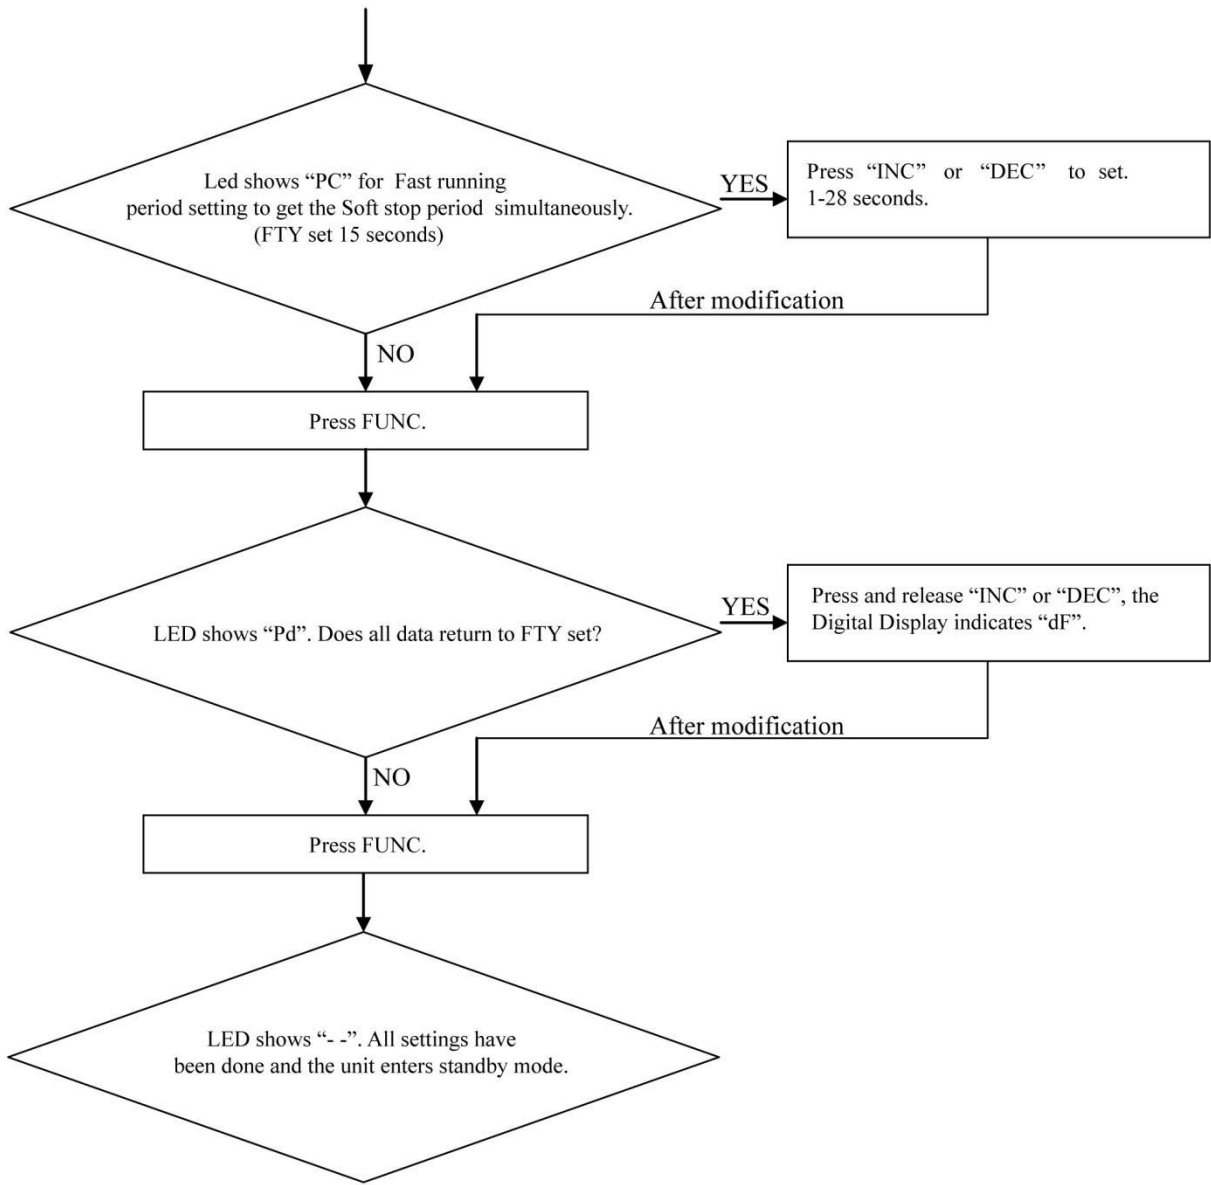 Led shows “PC” for Fast running
period setting to get the Soft stop period simultaneously.
(FTY set 15 seconds)
YES
Press “INC” or “DEC” to set.
1-28 seconds.
After modification
NO
Press FUNC.
LED shows “Pd”. Does all data return to FTY set?
YES
Press and release “INC” or “DEC”, the
Digital Display indicates “dF”.
After modification
NO
Press FUNC.
LED shows “- -”. All settings have
been done and the unit enters standby mode.